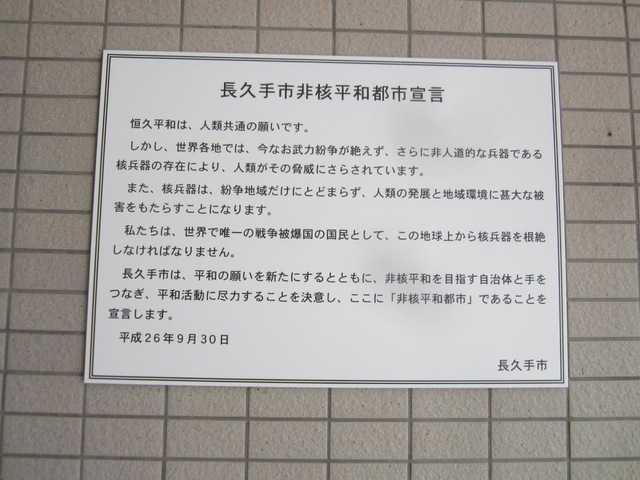 長久手市非核平和都市宣言
恒久平和は、人類共通の願いです。
しかし、世界各地では、今なお武力紛争が絶えず、さらに非人道的な兵器である
核兵器の存在により、人類がその脅威にさらされています。
また、核兵器は、紛争地域だけにとどまらず、人類の発展と地域環境に甚大な被
害をもたらすことになります。
私たちは、世界で唯一の戦争被爆国の国民として、この地球上から核兵器を根絶
しなければなりません。
長久手市は、平和の願いを新たにするとともに、非核平和を目指す自治体と手を
つなぎ、平和活動に尽力することを決意し、ここに「非核平和都市」であることを
宣言します。
平成26年9月30日
長久手市